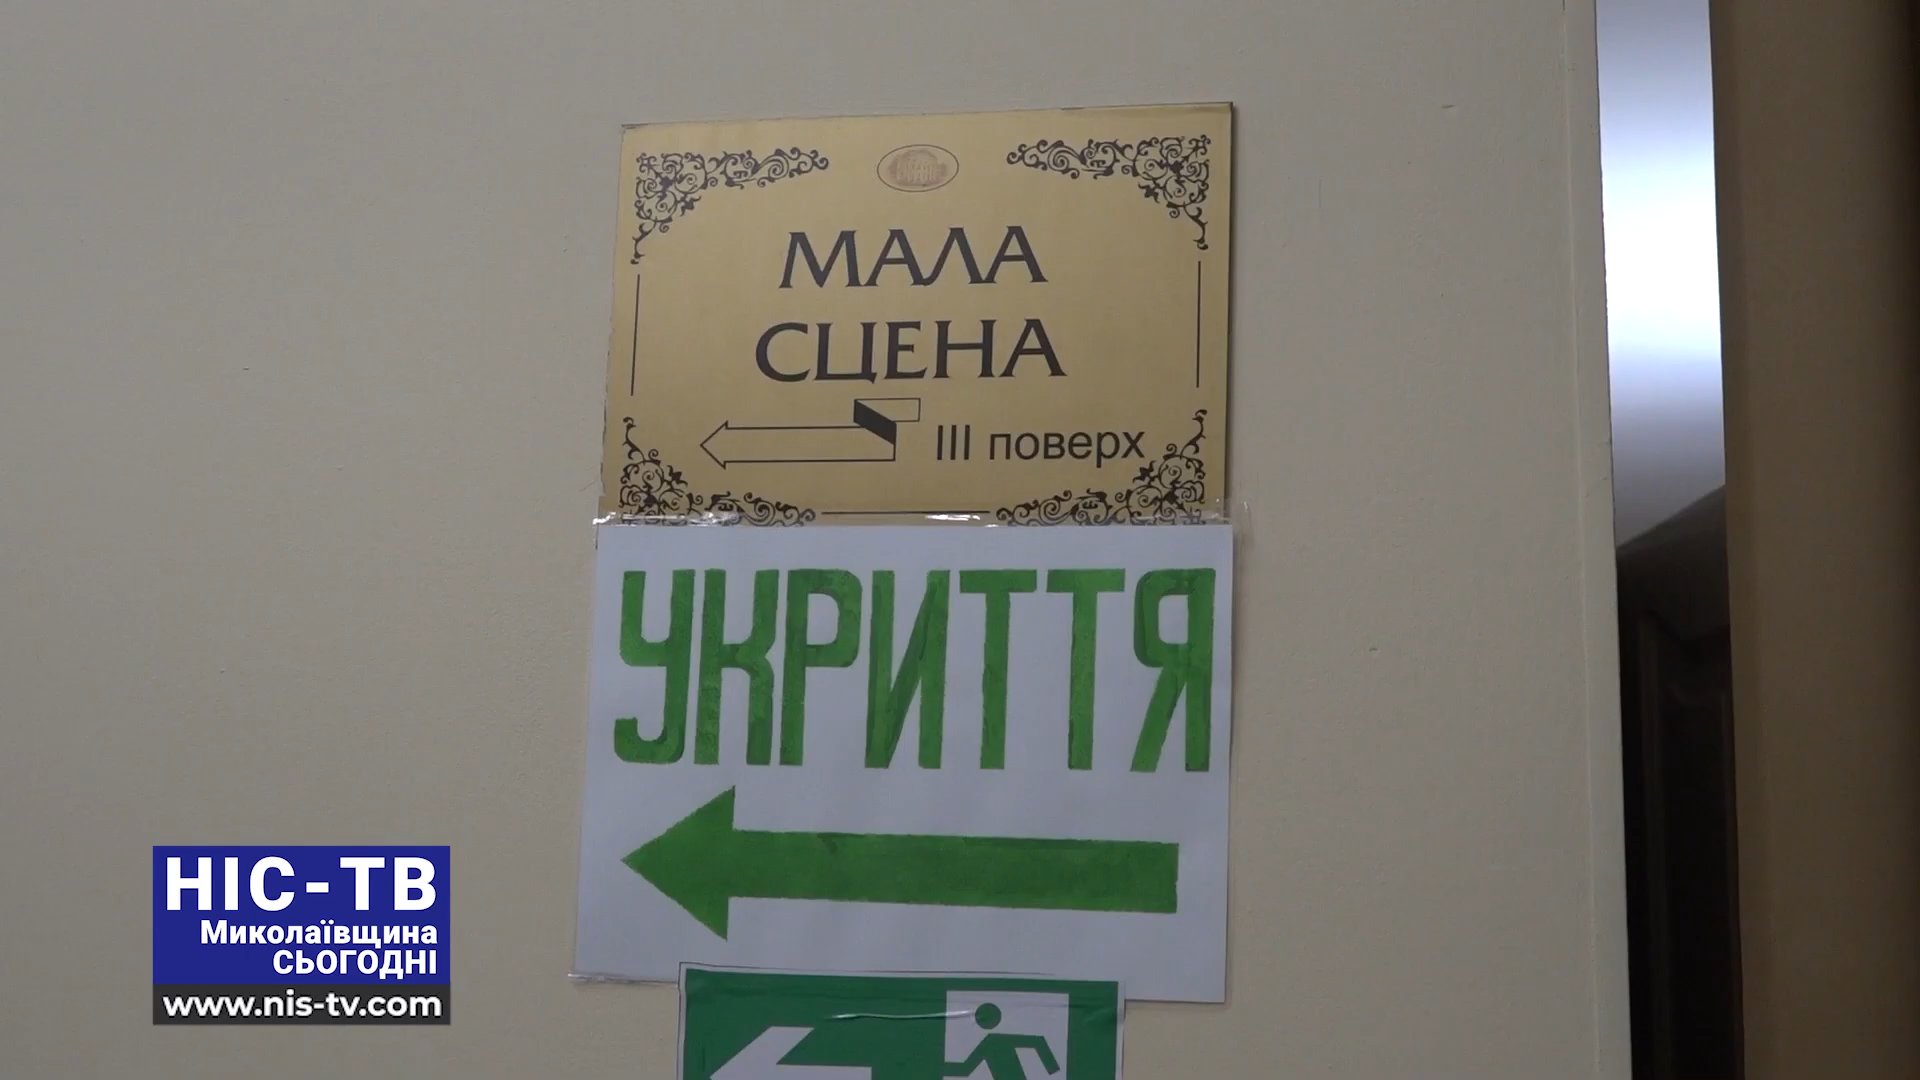 МАЛА
СЦЕНА
III поверх
УКРИТТЯ
НІС-ТВ
Миколаївщина
СЬОГОДНІ
www.nis-tv.com